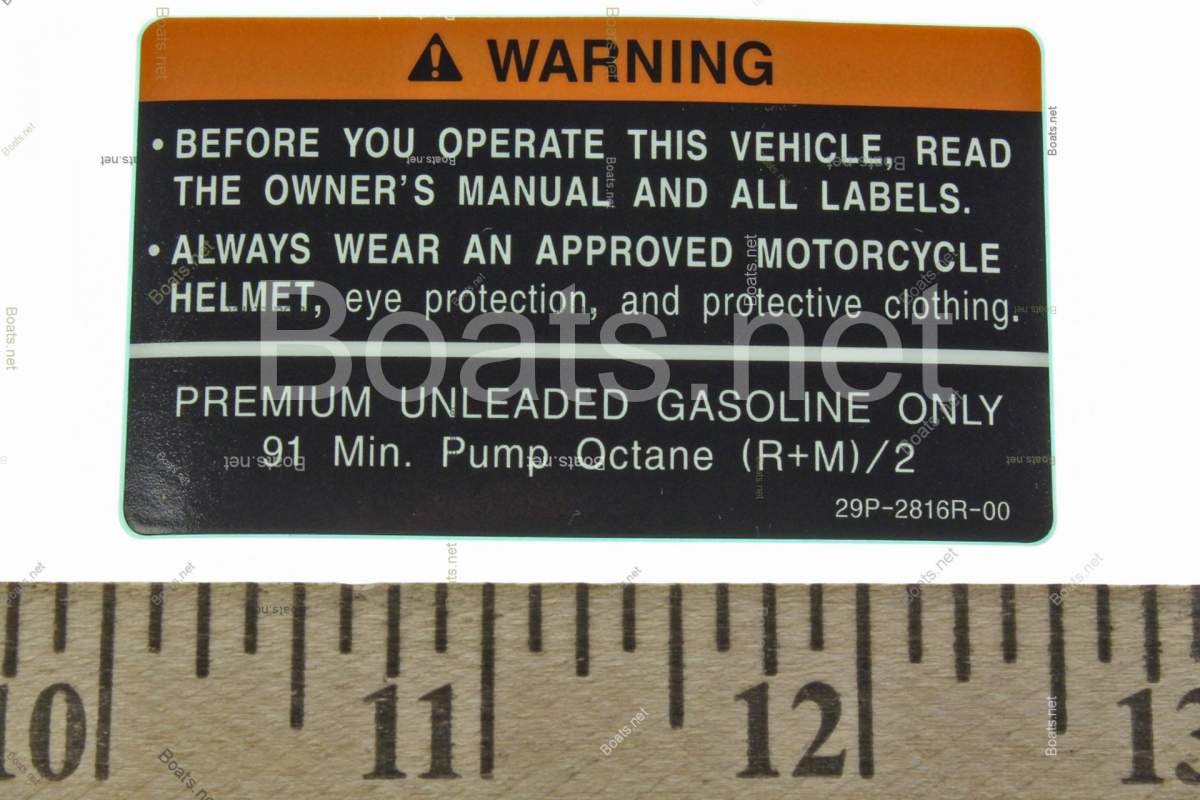 WARNING
• BEFORE YOU OPERATE THIS VEHICLE, READ
THE OWNER'S MANUAL AND ALL LABELS.
• ALWAYS WEAR AN APPROVED MOTORCYCLE
HELMET, eye protection, and protective clothing.
Boats.net
PREMIUM UNLEADED GASOLINE ONLY
91 Min. Pump Octane (R+M)/2
29P-2816R-00
10 11 12 13